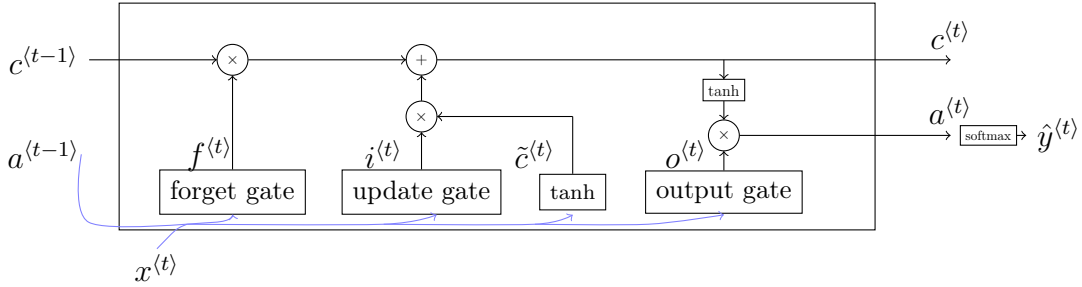 c⟨t−1⟩ × + c⟨t⟩
tanh
× × a⟨t⟩ softmax ŷ⟨t⟩
a⟨t−1⟩ f⟨t⟩ i⟨t⟩ c̃⟨t⟩ o⟨t⟩
forget gate update gate tanh output gate
x⟨t⟩